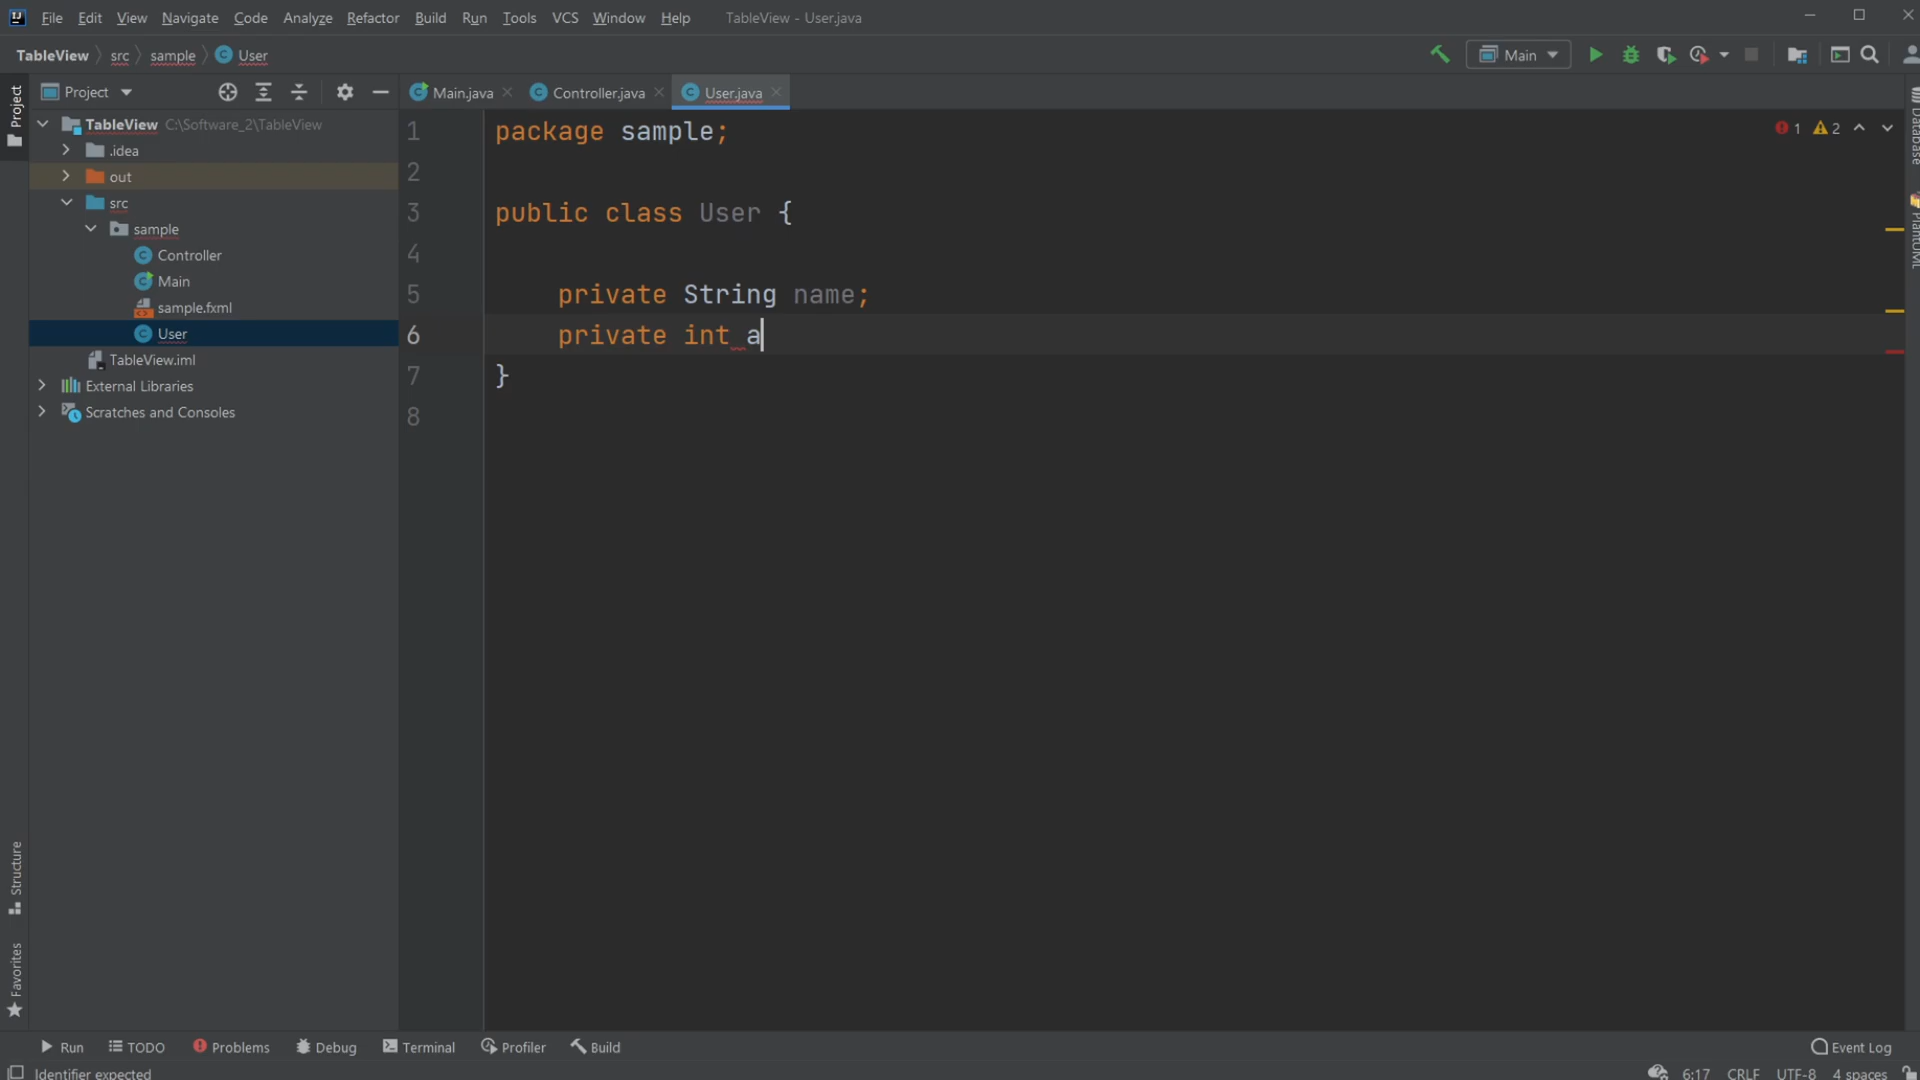 File Edit View Navigate Code Analyze Refactor Build Run Tools VCS Window Help TableView - User.java
TableView src sample User
Main
Project
Main.java Controller.java User.java
Project
TableView C:\Software_2\TableView
.idea
out
src
sample
Controller
Main
sample.fxml
User
TableView.iml
External Libraries
Scratches and Consoles
Structure
Favorites
1 package sample;
2
3 public class User {
4
5 private String name;
6 private int a
7 }
8
1 2
Database
PlantUML
Run TODO Problems Debug Terminal Profiler Build Event Log
Identifier expected 6:17 CRLF UTF-8 4 spaces